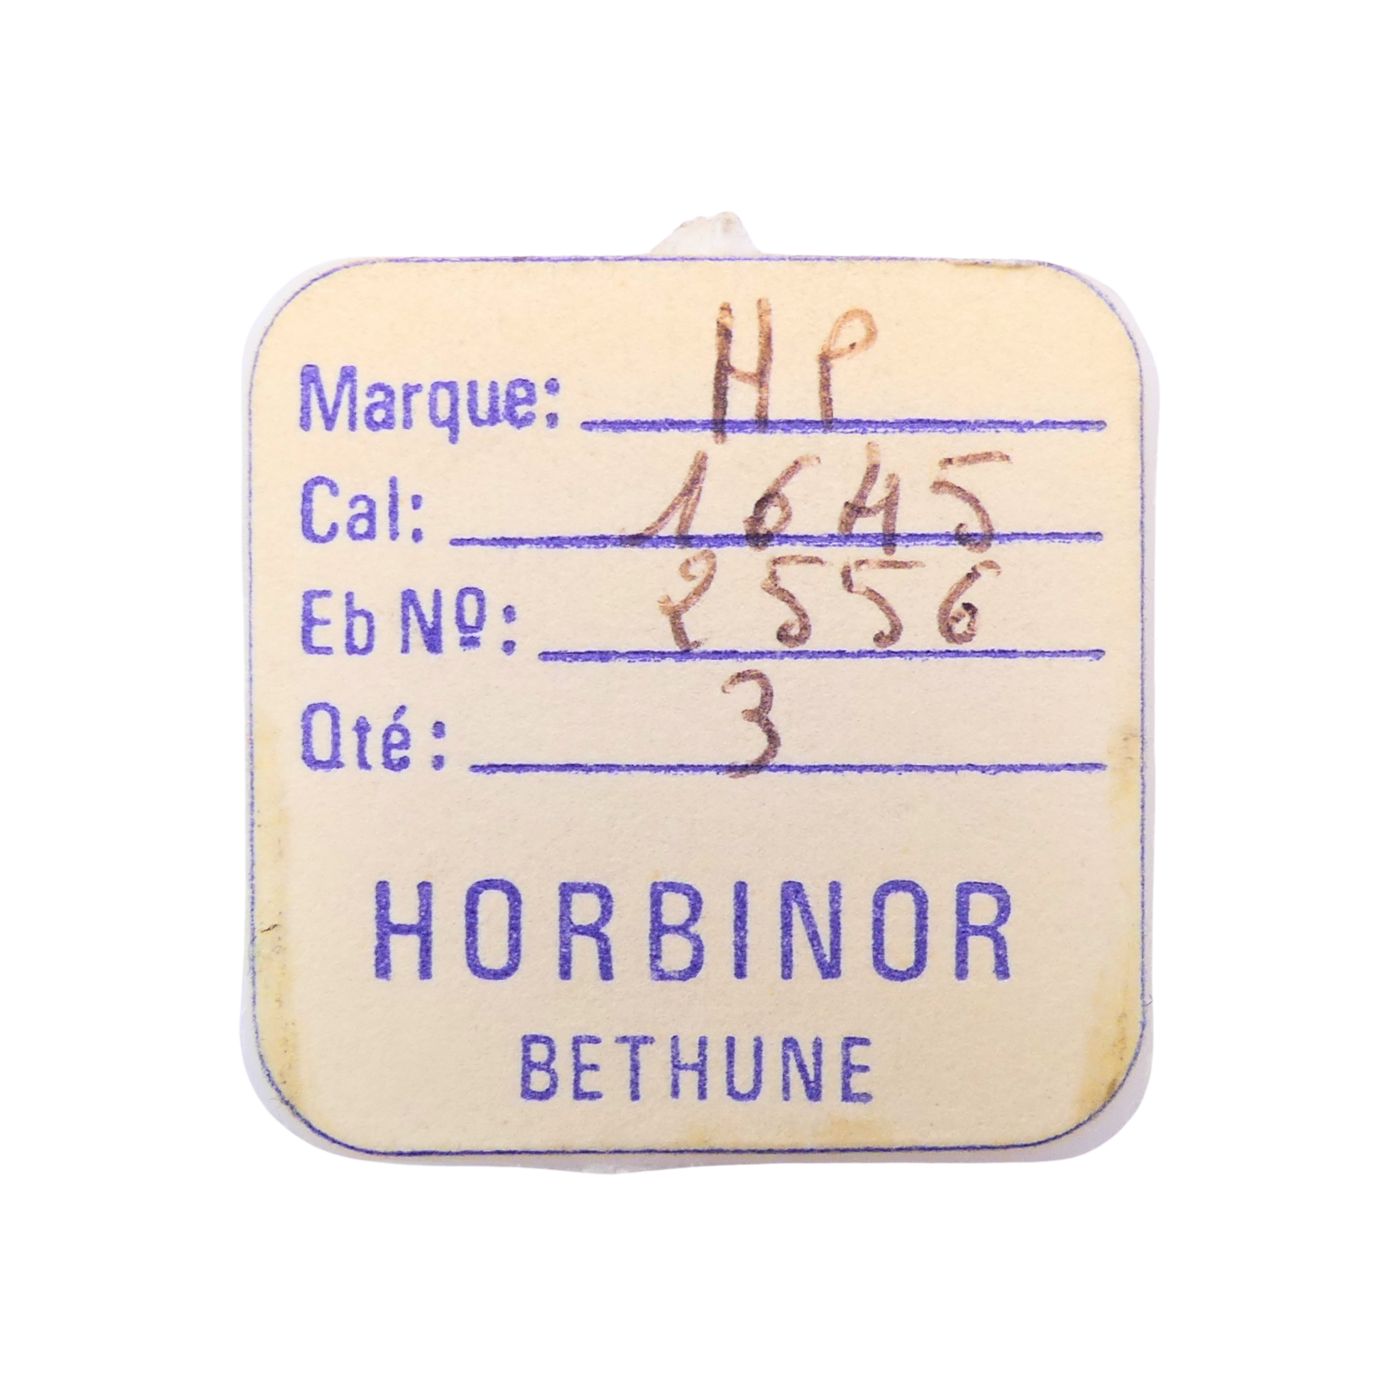 Marque: HP
Cal: 1645
Eb Nº: 2556
Qté: 3
HORBINOR
BETHUNE